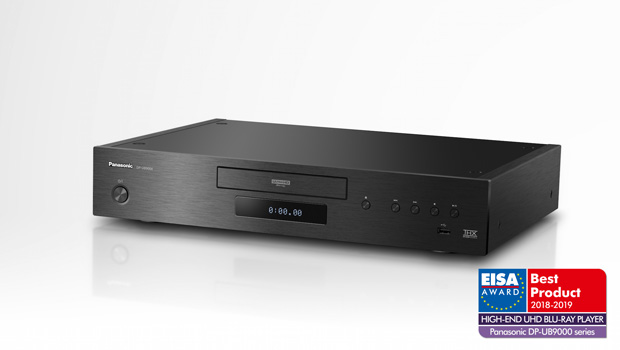 Panasonic
0:00.00
THX
EISA
AWARD
Best
Product
2018-2019
HIGH-END UHD BLU-RAY PLAYER
Panasonic DP-UB9000 series